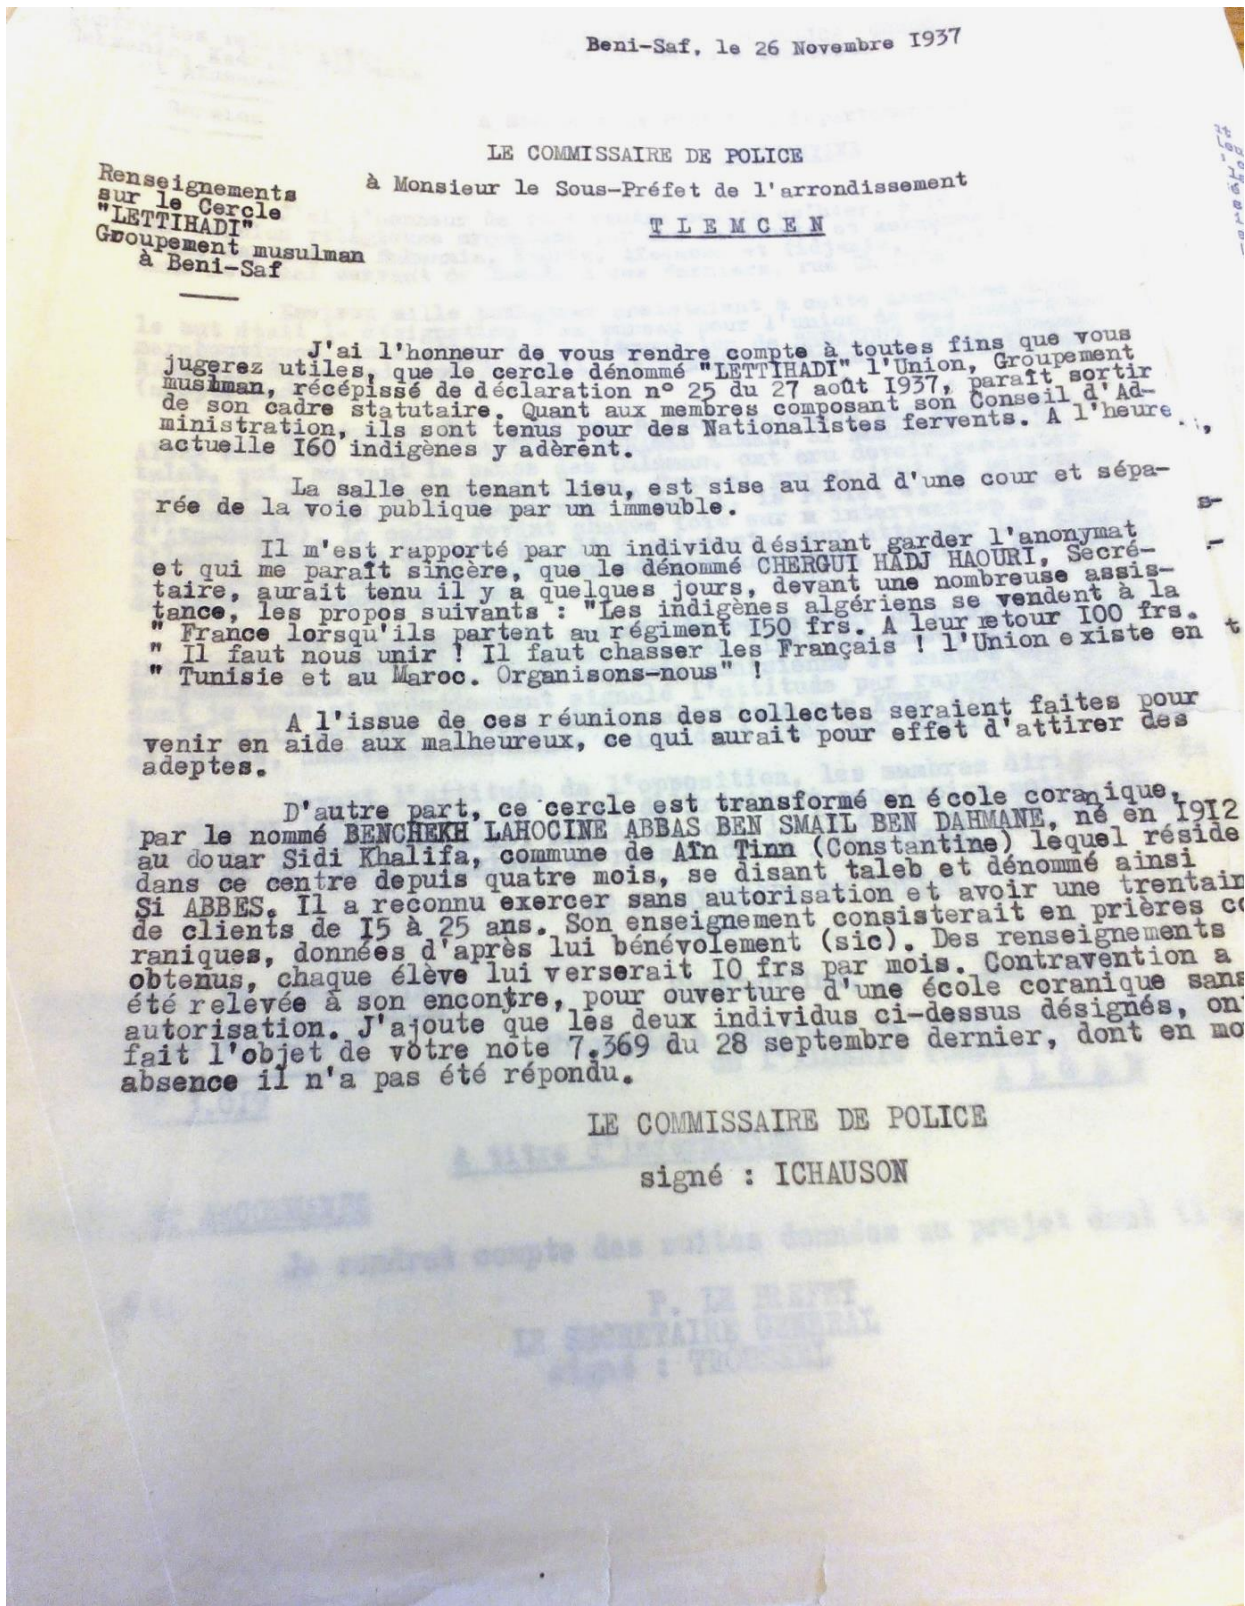 Beni-Saf, le 26 Novembre I937
LE COMMISSAIRE DE POLICE
à Monsieur le Sous-Préfet de l'arrondissement
T L E M C E N
Renseignements
sur le Cercle
"LETTIHADI"
Groupement musulman
à Beni-Saf
J'ai l'honneur de vous rendre compte à toutes fins que vous
jugerez utiles, que le cercle dénommé "LETTIHADI" l'Union, Groupement
muslman, récépissé de déclaration n° 25 du 27 août I937, paraît sortir
de son cadre statutaire. Quant aux membres composant son Conseil d'Ad-
ministration, ils sont tenus pour des Nationalistes fervents. A l'heure
actuelle I60 indigènes y adèrent.
La salle en tenant lieu, est sise au fond d'une cour et sépa-
rée de la voie publique par un immeuble.
Il m'est rapporté par un individu désirant garder l'anonymat
et qui me paraît sincère, que le dénommé CHERGUI HADJ HAOURI, Secré-
taire, aurait tenu il y a quelques jours, devant une nombreuse assis-
tance, les propos suivants : "Les indigènes algériens se vendent à la
" France lorsqu'ils partent au régiment I50 frs. A leur retour I00 frs.
" Il faut nous unir ! Il faut chasser les Français ! l'Union existe en
" Tunisie et au Maroc. Organisons-nous" !
A l'issue de ces réunions des collectes seraient faites pour
venir en aide aux malheureux, ce qui aurait pour effet d'attirer des
adeptes.
D'autre part, ce cercle est transformé en école coranique,
par le nommé BENCHEKH LAHOCINE ABBAS BEN SMAIL BEN DAHMANE, né en I9I2
au douar Sidi Khalifa, commune de Aïn Tinn (Constantine) lequel réside
dans ce centre depuis quatre mois, se disant taleb et dénommé ainsi
Si ABBES. Il a reconnu exercer sans autorisation et avoir une trentain
de clients de I5 à 25 ans. Son enseignement consisterait en prières co
raniques, données d'après lui bénévolement (sic). Des renseignements
obtenus, chaque élève lui verserait I0 frs par mois. Contravention a
été relevée à son encontre, pour ouverture d'une école coranique sans
autorisation. J'ajoute que les deux individus ci-dessus désignés, on
fait l'objet de vôtre note 7.369 du 28 septembre dernier, dont en mo
absence il n'a pas été répondu.
LE COMMISSAIRE DE POLICE
signé : ICHAUSON